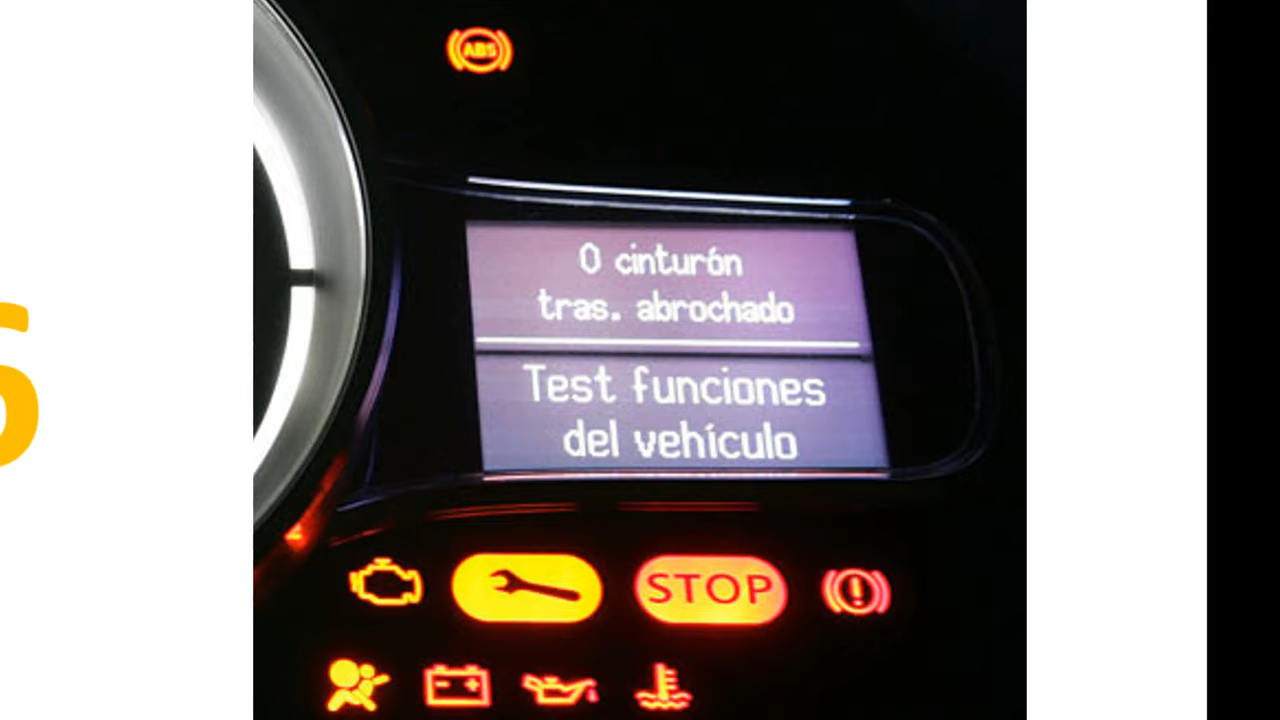 ABS
0 cinturón
tras. abrochado
Test funciones
del vehículo
STOP